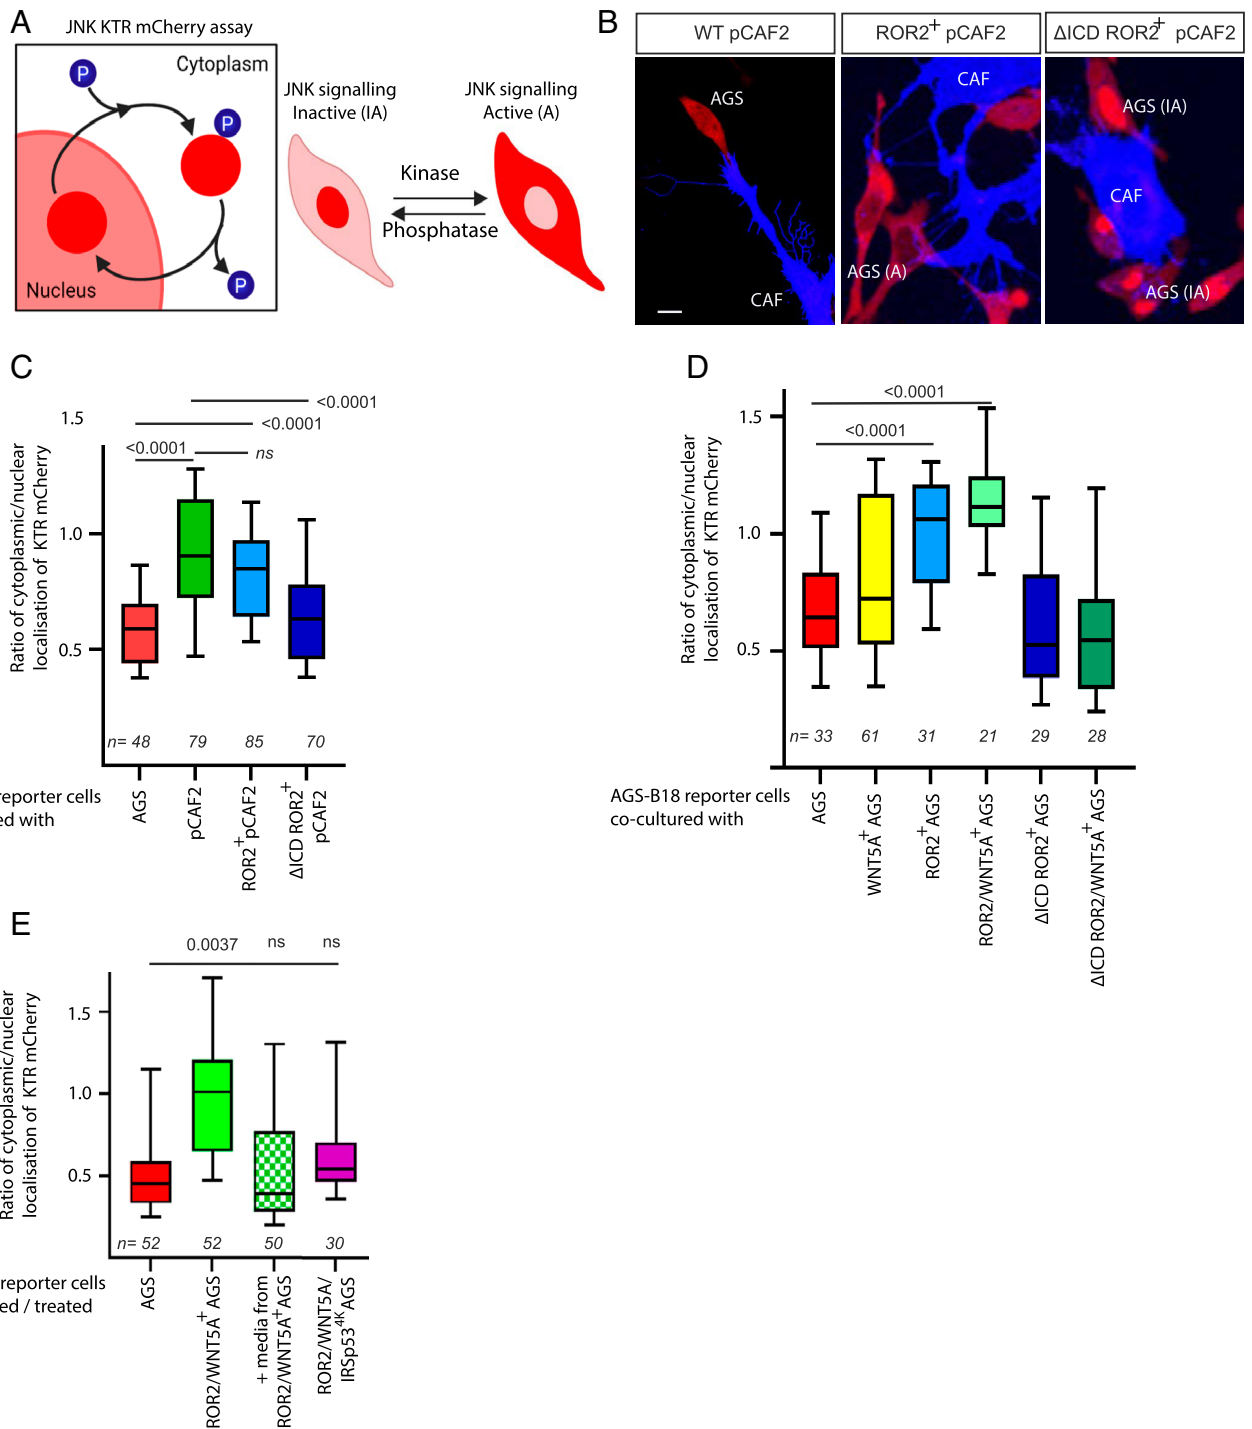 A
JNK KTR mCherry assay
P
Cytoplasm
P
P
Nucleus
JNK signalling
Inactive (IA)
JNK signalling
Active (A)
Kinase
Phosphatase
B
WT pCAF2
ROR2+ pCAF2
ΔICD ROR2+ pCAF2
AGS
CAF
CAF
AGS (A)
AGS (IA)
CAF
AGS (IA)
C
Ratio of cytoplasmic/nuclear
localisation of KTR mCherry
1.5
1.0
0.5
<0.0001
<0.0001
<0.0001
ns
n= 48
79
85
70
reporter cells
ed with
AGS
pCAF2
ROR2+pCAF2
ΔICD ROR2+
pCAF2
D
Ratio of cytoplasmic/nuclear
localisation of KTR mCherry
1.5
1.0
0.5
<0.0001
<0.0001
n= 33
61
31
21
29
28
AGS-B18 reporter cells
co-cultured with
AGS
WNT5A+AGS
ROR2+AGS
ROR2/WNT5A+AGS
ΔICD ROR2+AGS
ΔICD ROR2/WNT5A+AGS
E
Ratio of cytoplasmic/nuclear
localisation of KTR mCherry
1.5
1.0
0.5
0.0037
ns
ns
n= 52
52
50
30
reporter cells
ed / treated
AGS
ROR2/WNT5A+AGS
+ media from
ROR2/WNT5A+AGS
ROR2/WNT5A/
IRSp534K AGS